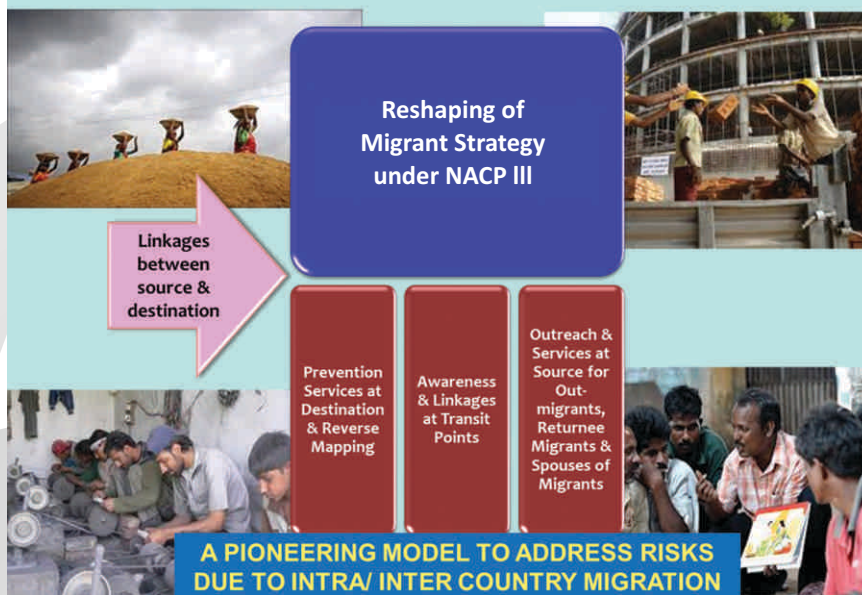 Reshaping of
Migrant Strategy
under NACP lll
Linkages
between
source &
destination
Prevention
Services at
Destination
& Reverse
Mapping
Awareness
& Linkages
at Transit
Points
Outreach &
Services at
Source for
Out-
migrants,
Returnee
Migrants &
Spouses of
Migrants
A PIONEERING MODEL TO ADDRESS RISKS
DUE TO INTRA/ INTER COUNTRY MIGRATION